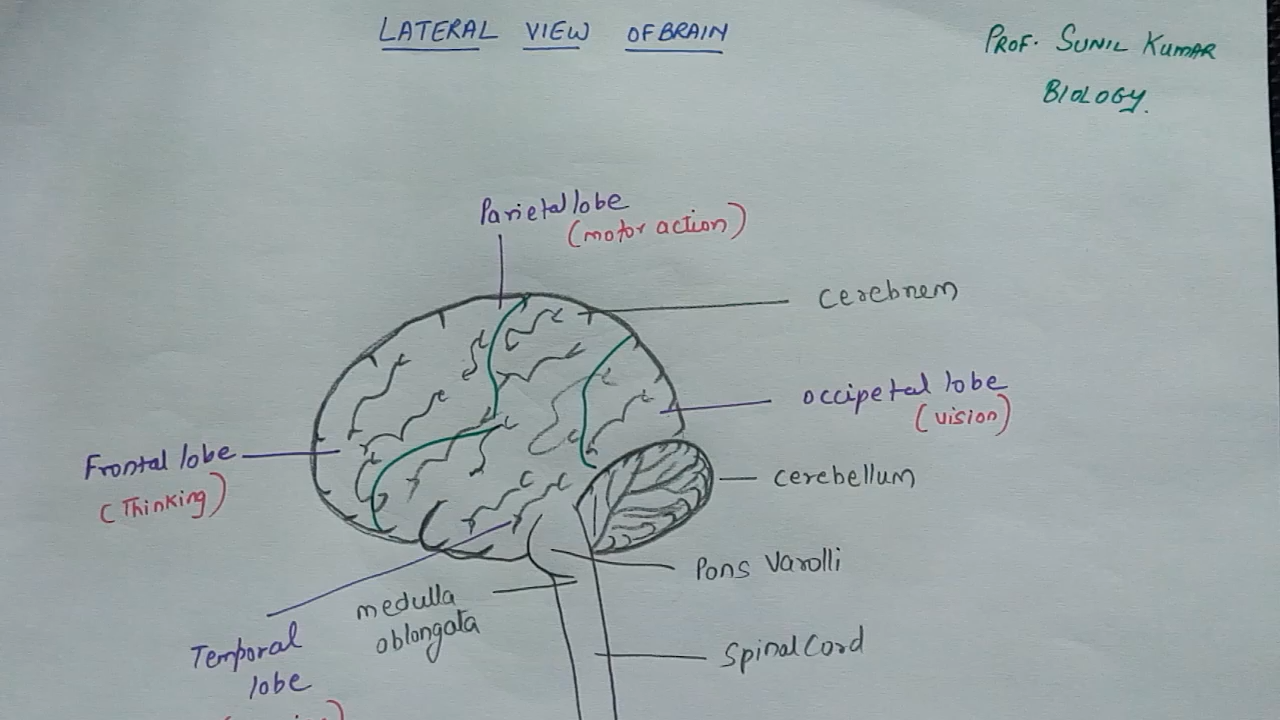 LATERAL VIEW OF BRAIN
PROF. SUNIL KUMAR
BIOLOGY.
Parietal lobe
(motor action)
cerebrem
occipetal lobe
(vision)
Frontal lobe
(Thinking)
cerebellum
Pons Varolli
medulla
oblongata
Spinal Cord
Temporal
lobe